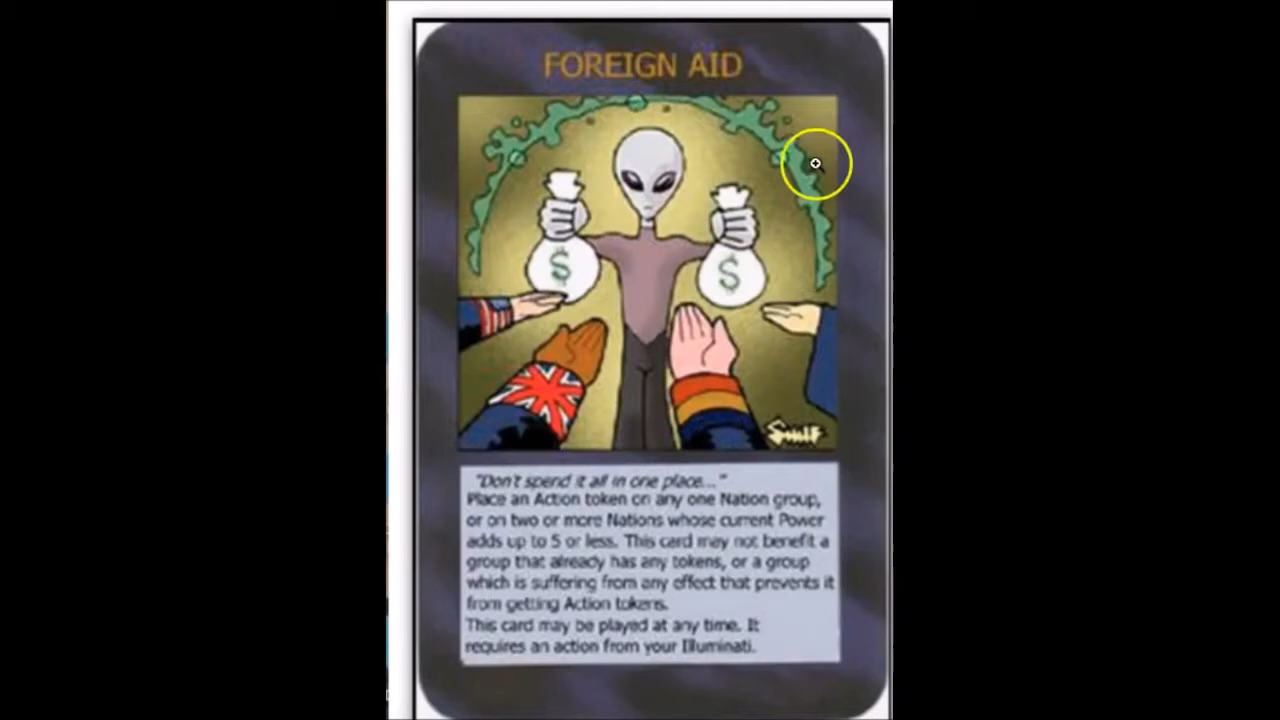 FOREIGN AID
$ $
"Don't spend it all in one place..."
Place an Action token on any one Nation group,
or on two or more Nations whose current Power
adds up to 5 or less. This card may not benefit a
group that already has any tokens, or a group
which is suffering from any effect that prevents it
from getting Action tokens.
This card may be played at any time. It
requires an action from your Illuminati.